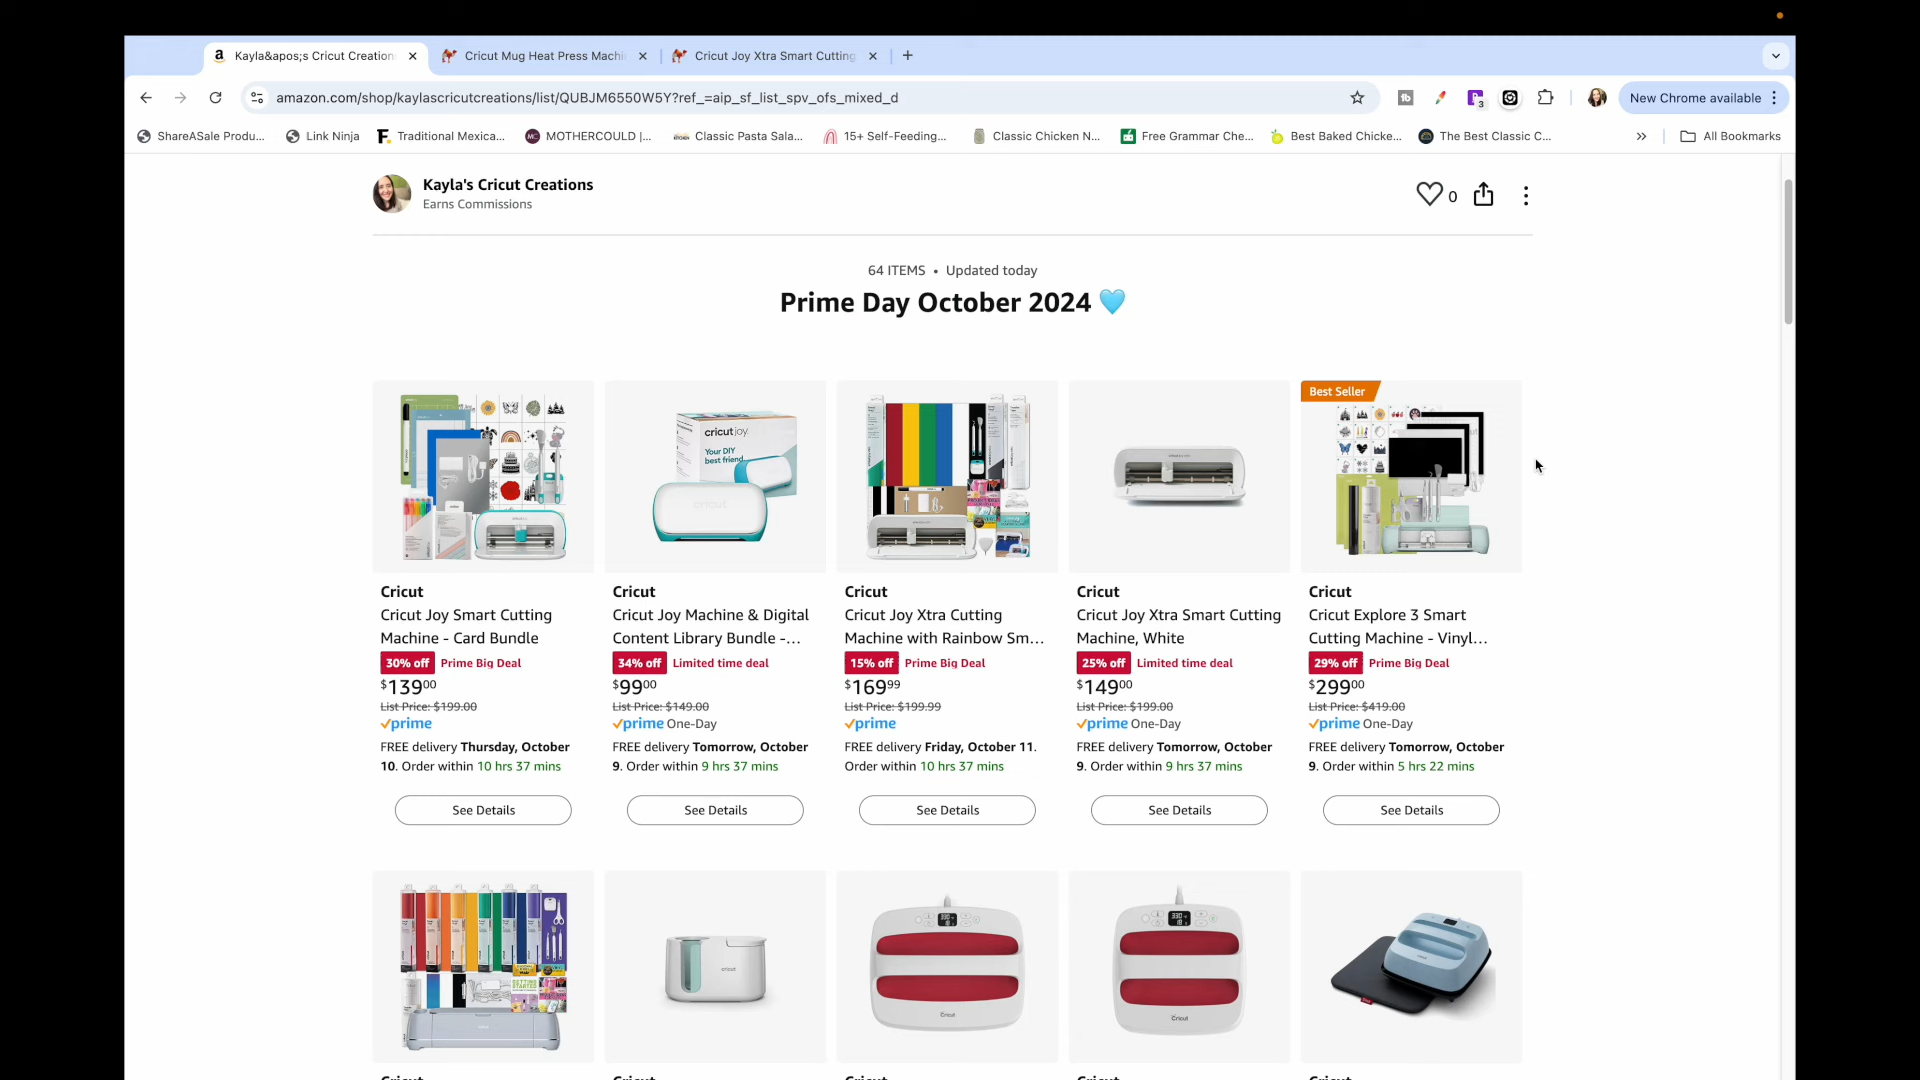 Kayla&apos;s Cricut Creation
Cricut Mug Heat Press Machi
Cricut Joy Xtra Smart Cutting
amazon.com/shop/kaylascricutcreations/list/QUBJM6550W5Y?ref_=aip_sf_list_spv_ofs_mixed_d
3
New Chrome available
ShareASale Produ...
Link Ninja
Traditional Mexica...
MOTHERCOULD |...
Classic Pasta Sala...
15+ Self-Feeding...
Classic Chicken N...
Free Grammar Che...
Best Baked Chicke...
The Best Classic C...
All Bookmarks
Kayla's Cricut Creations
Earns Commissions
0
64 ITEMS • Updated today
Prime Day October 2024 🩵
Cricut
Cricut Joy Smart Cutting
Machine - Card Bundle
30% off Prime Big Deal
$139.00
List Price: $199.00
prime
FREE delivery Thursday, October
10. Order within 10 hrs 37 mins
See Details
cricut joy
Your DIY
best friend
Cricut
Cricut Joy Machine & Digital
Content Library Bundle -...
34% off Limited time deal
$99.00
List Price: $149.00
prime One-Day
FREE delivery Tomorrow, October
9. Order within 9 hrs 37 mins
See Details
Cricut
Cricut Joy Xtra Cutting
Machine with Rainbow Sm...
15% off Prime Big Deal
$169.99
List Price: $199.99
prime
FREE delivery Friday, October 11.
Order within 10 hrs 37 mins
See Details
Cricut
Cricut Joy Xtra Smart Cutting
Machine, White
25% off Limited time deal
$149.00
List Price: $199.00
prime One-Day
FREE delivery Tomorrow, October
9. Order within 9 hrs 37 mins
See Details
Best Seller
Cricut
Cricut Explore 3 Smart
Cutting Machine - Vinyl...
29% off Prime Big Deal
$299.00
List Price: $419.00
prime One-Day
FREE delivery Tomorrow, October
9. Order within 5 hrs 22 mins
See Details
cricut
Cricut
Cricut